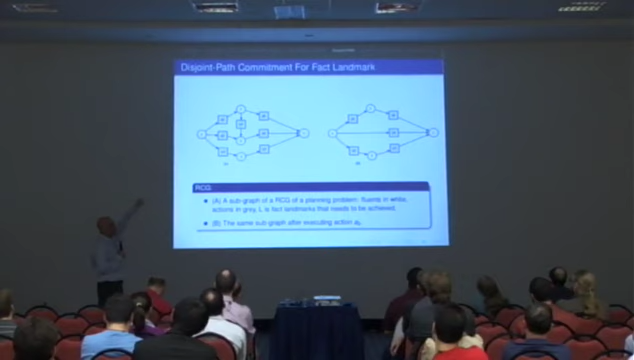 Disjoint-Path Commitment For Fact Landmark
RCG
(A) A sub-graph of a RCG of a planning problem: fluents in white,
actions in grey, L is fact landmarks that needs to be achieved.
(B) The same sub-graph after executing action